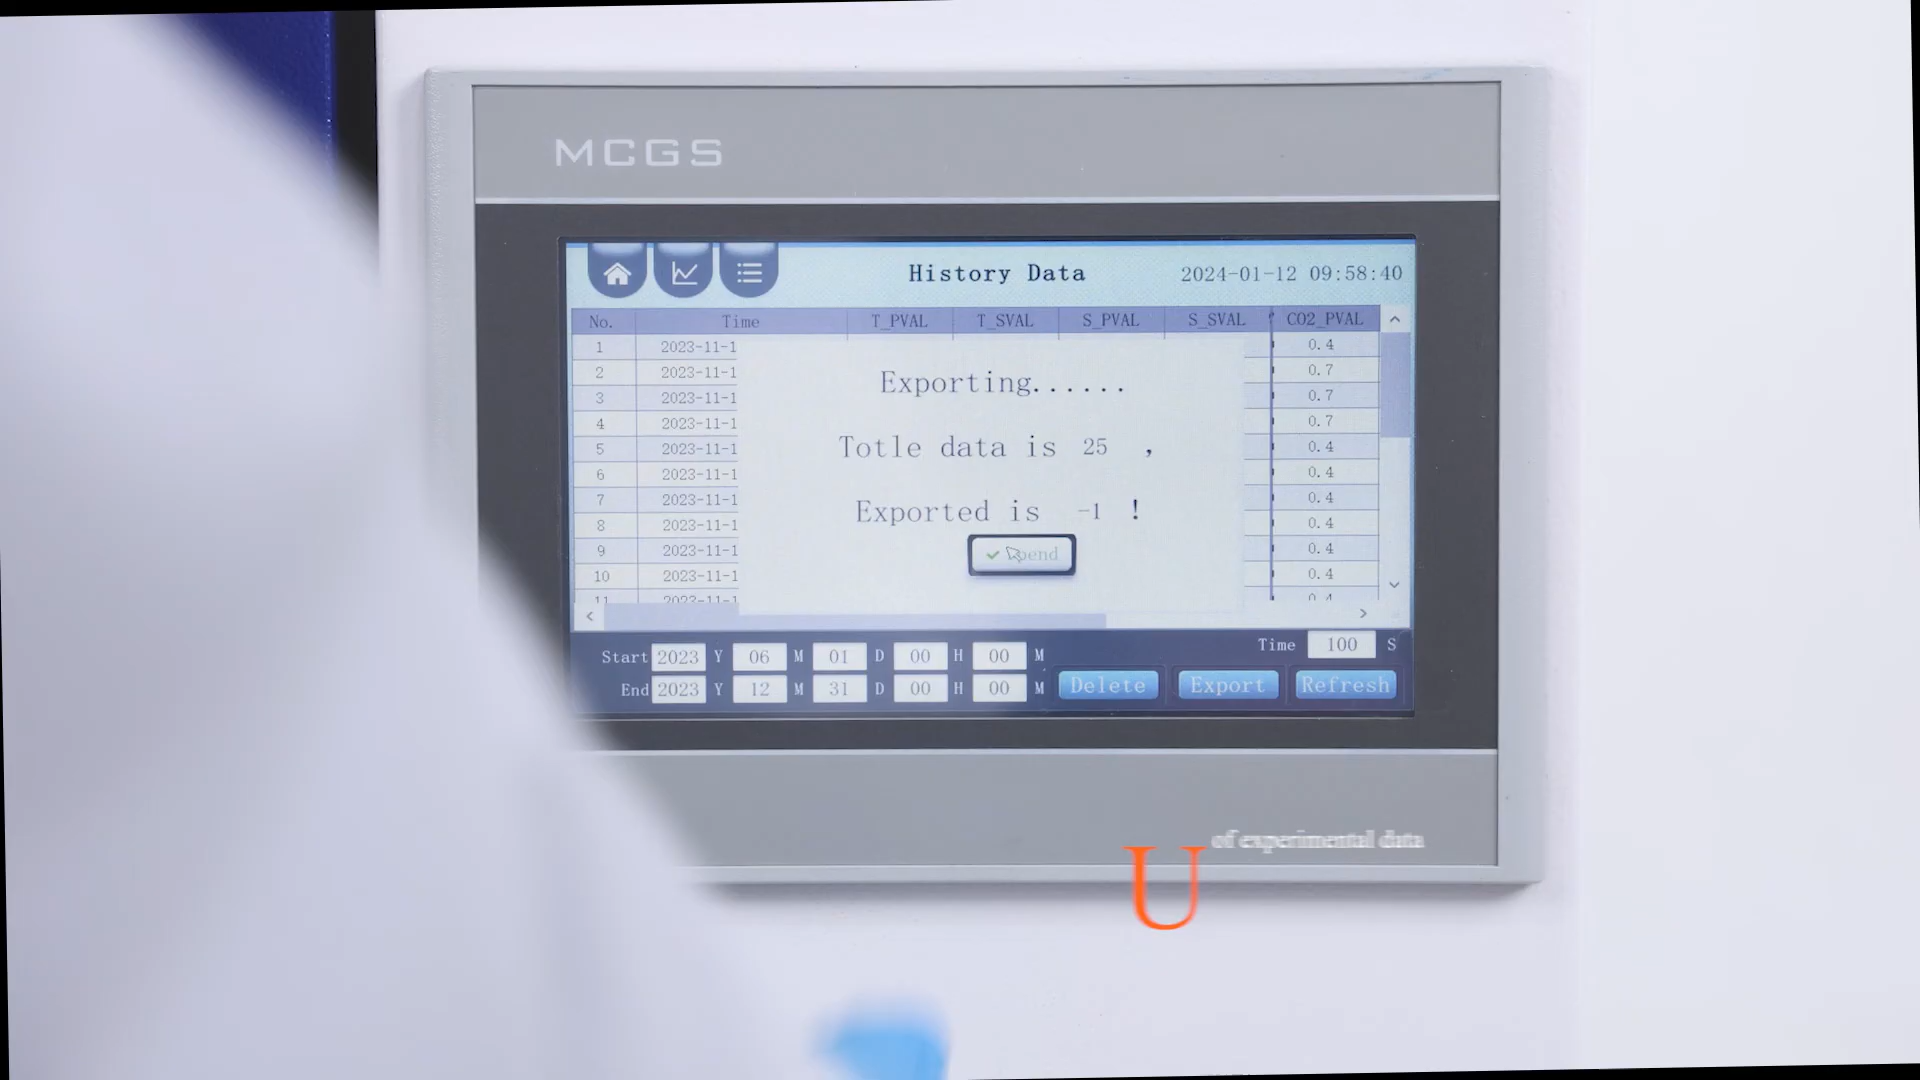 MCGS
History Data 2024-01-12 09:58:40
No. Time T_PVAL T_SVAL S_PVAL S_SVAL CO2_PVAL
1 2023-11-1 0.4
2 2023-11-1 0.7
3 2023-11-1 0.7
4 2023-11-1 0.7
5 2023-11-1 0.4
6 2023-11-1 0.4
7 2023-11-1 0.4
8 2023-11-1 0.4
9 2023-11-1 0.4
10 2023-11-1 0.4
Exporting......
Totle data is 25 ,
Exported is -1 !
Time 100 S
Start 2023 Y 06 M 01 D 00 H 00 M
End 2023 Y 12 M 31 D 00 H 00 M
Delete Export Refresh
of experimental data
U